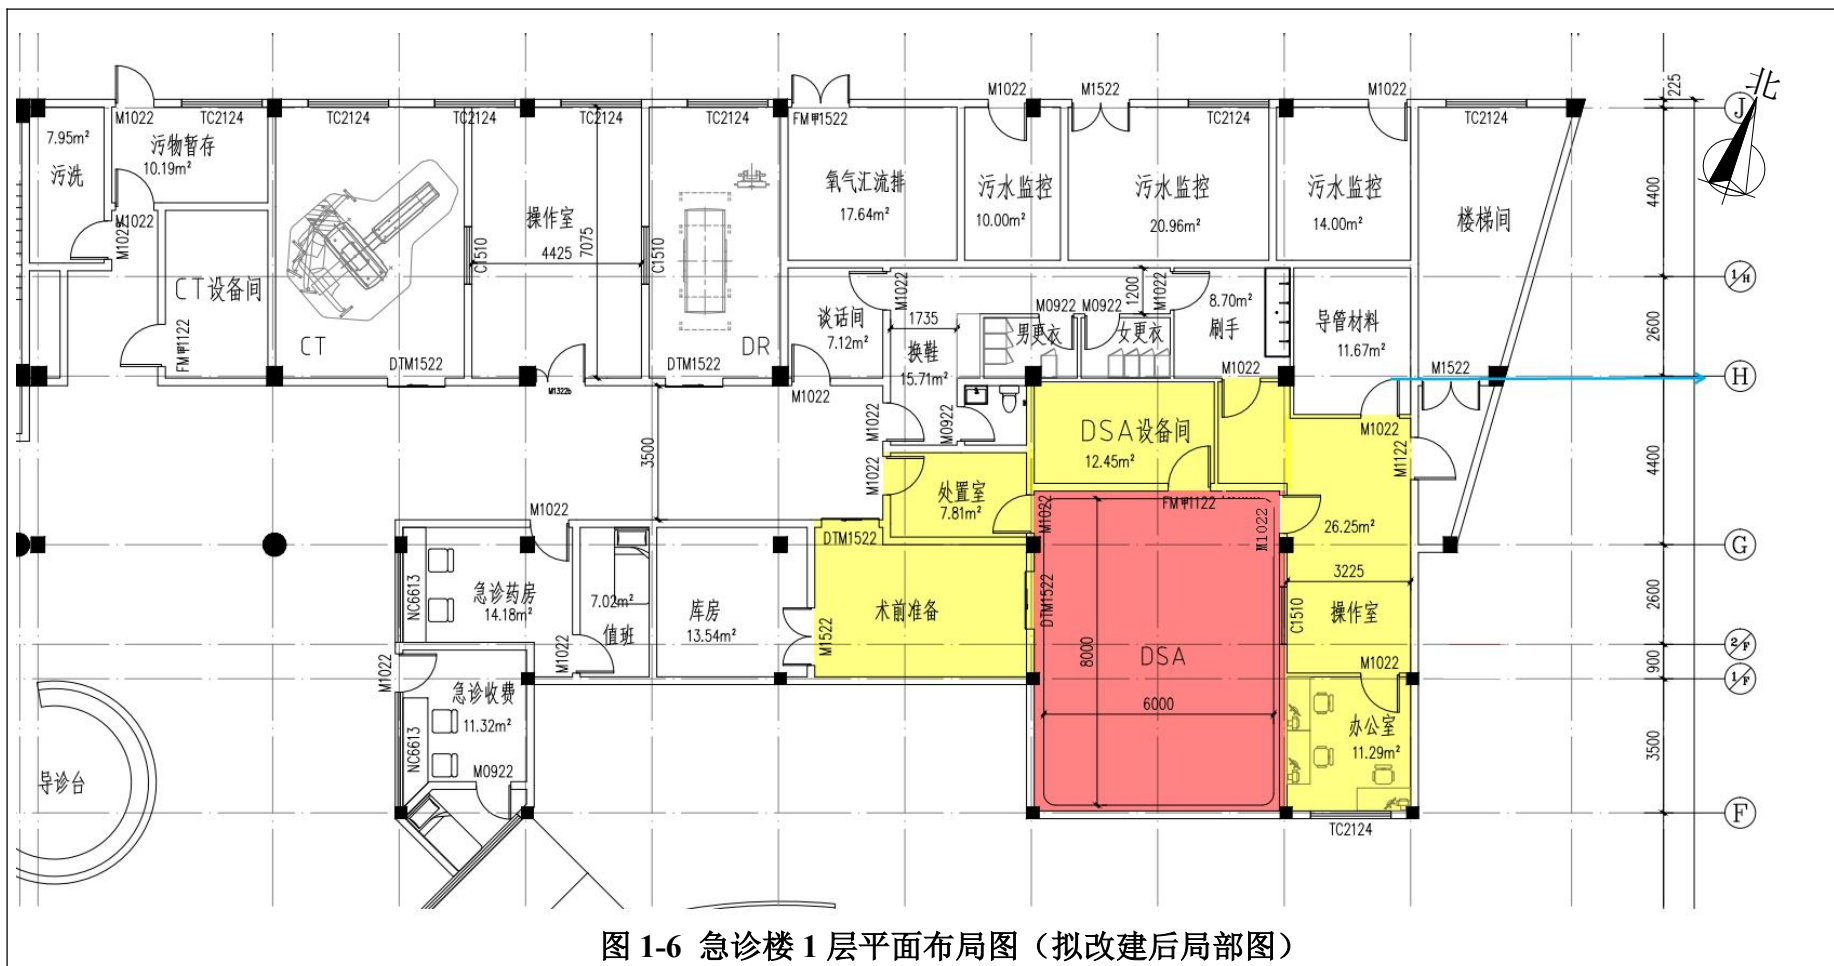 北
225
M1022
M1522
M1022
J
M1022
TC2124
TC2124
TC2124
TC2124
TC2124
FM甲1522
TC2124
TC2124
7.95m²
污洗
污物暂存
10.19m²
M1022
M1022
CT设备间
FM甲1122
CT
DTM1522
C1510
操作室
4425
7075
M1322b
C1510
DR
DTM1522
氧气汇流排
17.64m²
污水监控
10.00m²
污水监控
20.96m²
污水监控
14.00m²
楼梯间
4400
1/H
谈话间
7.12m²
M1022
M1022
1735
换鞋
15.71m²
M0922
M0922
1200
M1022
男更衣
女更衣
8.70m²
刷手
M1022
导管材料
11.67m²
M1522
2600
H
M1022
M0922
DSA设备间
12.45m²
M1022
M1122
4400
3500
M1022
处置室
7.81m²
M1022
FM甲1122
M1022
26.25m²
M1022
DTM1522
G
NC6613
急诊药房
14.18m²
7.02m²
值班
M1022
库房
13.54m²
M1522
术前准备
DTM1522
8000
DSA
6000
3225
C1510
操作室
M1022
2600
2/F
900
1/F
M1022
急诊收费
11.32m²
NC6613
M0922
导诊台
办公室
11.29m²
TC2124
3500
F
图 1-6 急诊楼 1 层平面布局图（拟改建后局部图）